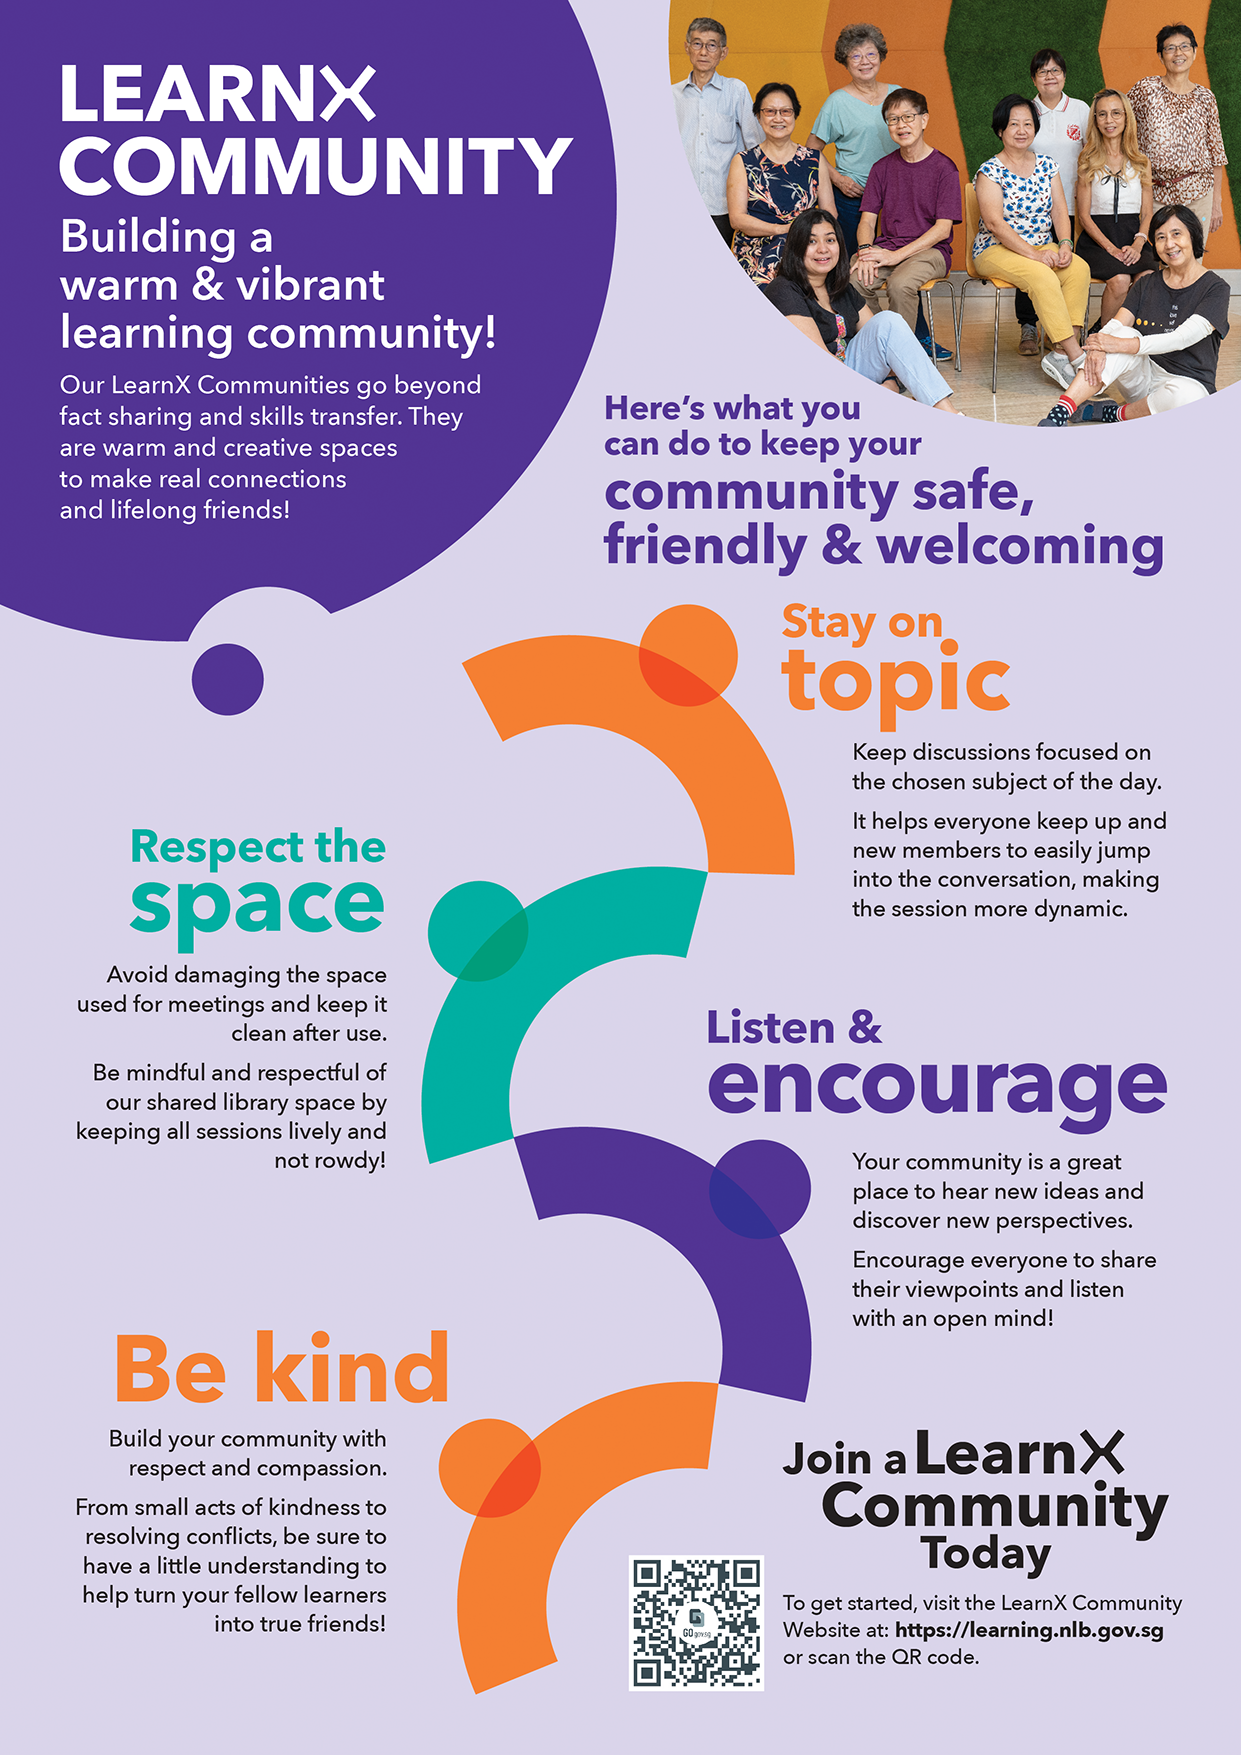 LEARNX
COMMUNITY
Building a
warm & vibrant
learning community!
Our LearnX Communities go beyond
fact sharing and skills transfer. They
are warm and creative spaces
to make real connections
and lifelong friends!
Here's what you
can do to keep your
community safe,
friendly & welcoming
Stay on
topic
Keep discussions focused on
the chosen subject of the day.
It helps everyone keep up and
new members to easily jump
into the conversation, making
the session more dynamic.
Respect the
space
Avoid damaging the space
used for meetings and keep it
clean after use.
Be mindful and respectful of
our shared library space by
keeping all sessions lively and
not rowdy!
Listen &
encourage
Your community is a great
place to hear new ideas and
discover new perspectives.
Encourage everyone to share
their viewpoints and listen
with an open mind!
Be kind
Build your community with
respect and compassion.
From small acts of kindness to
resolving conflicts, be sure to
have a little understanding to
help turn your fellow learners
into true friends!
Join a LearnX
Community
Today
To get started, visit the LearnX Community
Website at: https://learning.nlb.gov.sg
or scan the QR code.
GO gov.sg